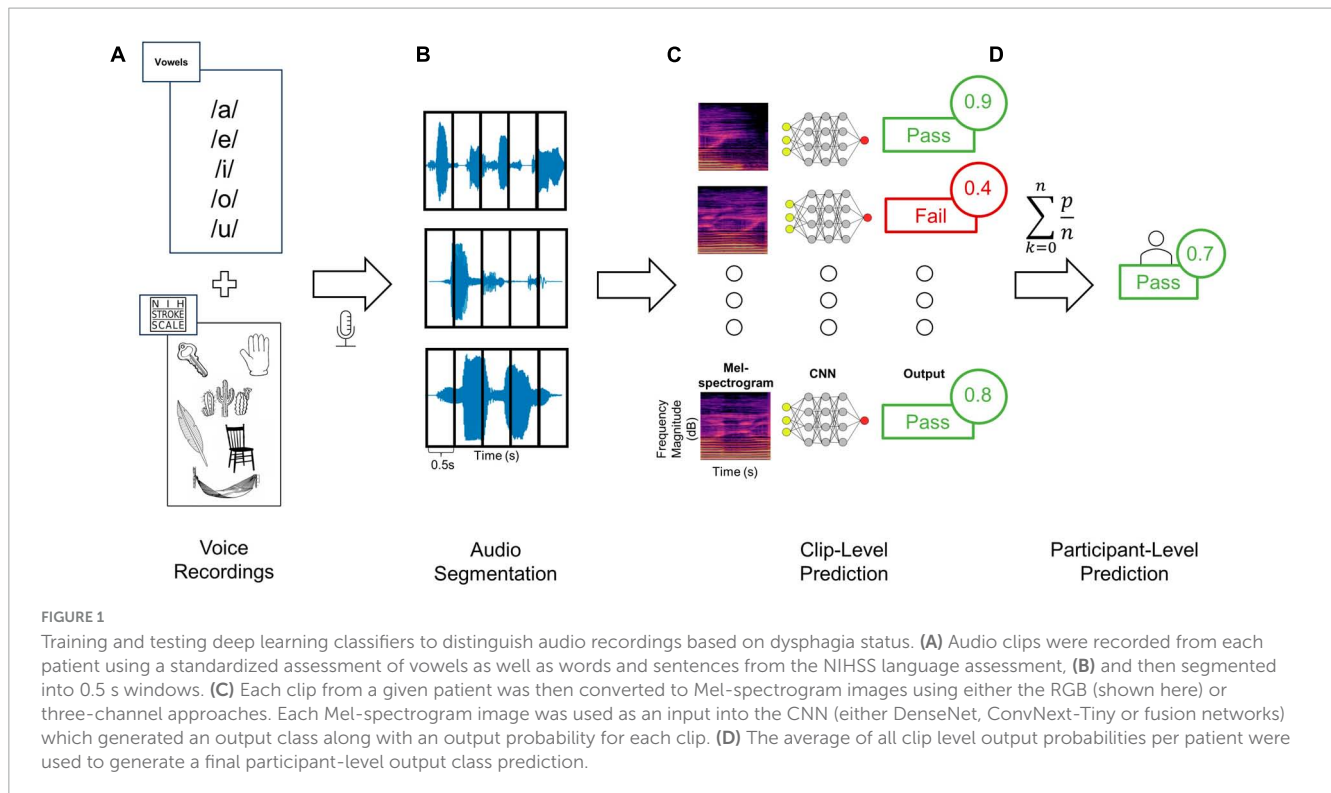 A
Vowels
/a/
/e/
/i/
/o/
/u/
NIH
STROKE
SCALE
Voice
Recordings
B
0.5s
Time (s)
Audio
Segmentation
C
0.9
Pass
0.4
Fail
Mel-
spectrogram
CNN
Output
0.8
Pass
Frequency
Magnitude
(dB)
Time (s)
Clip-Level
Prediction
D
n
∑ p/n
k=0
0.7
Pass
Participant-Level
Prediction
FIGURE 1
Training and testing deep learning classifiers to distinguish audio recordings based on dysphagia status. (A) Audio clips were recorded from each
patient using a standardized assessment of vowels as well as words and sentences from the NIHSS language assessment, (B) and then segmented
into 0.5 s windows. (C) Each clip from a given patient was then converted to Mel-spectrogram images using either the RGB (shown here) or
three-channel approaches. Each Mel-spectrogram image was used as an input into the CNN (either DenseNet, ConvNext-Tiny or fusion networks)
which generated an output class along with an output probability for each clip. (D) The average of all clip level output probabilities per patient were
used to generate a final participant-level output class prediction.